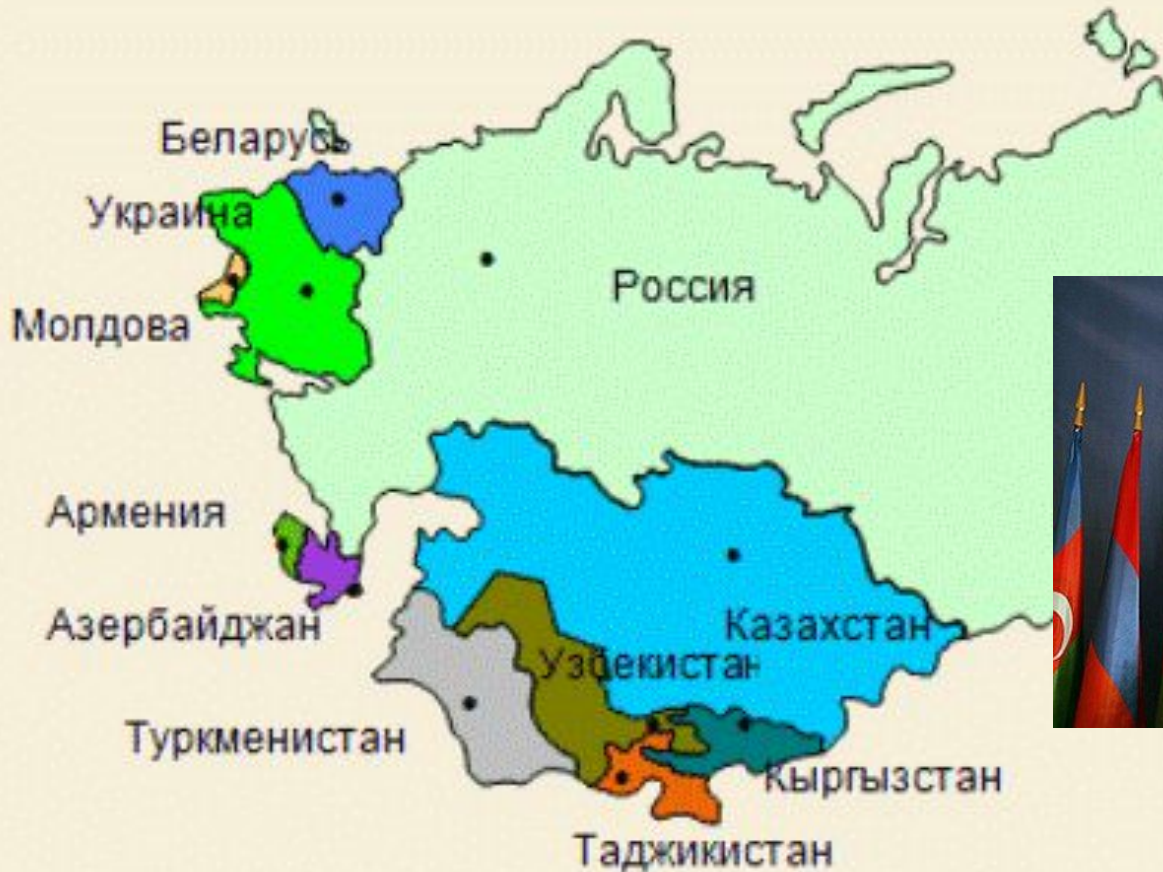 Беларусь
Украина
Россия
Молдова
Армения
Азербайджан
Казахстан
Узбекистан
Туркменистан
Кыргызстан
Таджикистан